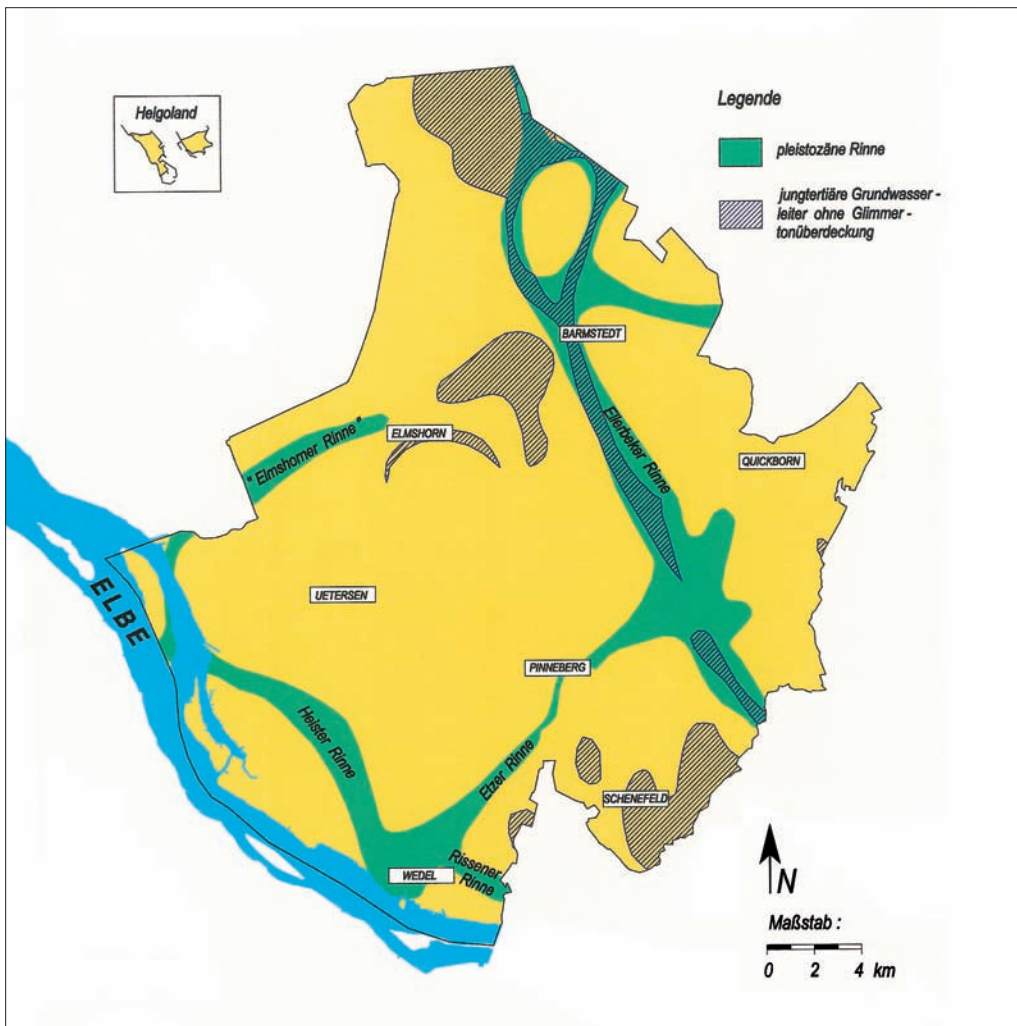 Helgoland
Legende
pleistozäne Rinne
jungtertiäre Grundwasser -
leiter ohne Glimmer -
tonüberdeckung
BARMSTEDT
Ellerbeker Rinne
"Elmshorner Rinne"
ELMSHORN
QUICKBORN
ELBE
UETERSEN
PINNEBERG
Heister Rinne
Etzer Rinne
SCHENEFELD
WEDEL
Rissener
Rinne
N
Maßstab :
0 2 4 km